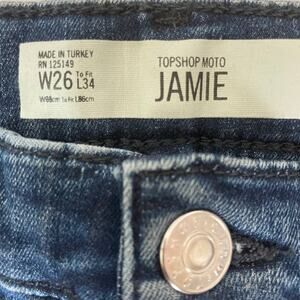 MADE IN TURKEY
RN 125149
W26 To Fit L34
W66cm To Fit L86cm
TOPSHOP MOTO
JAMIE